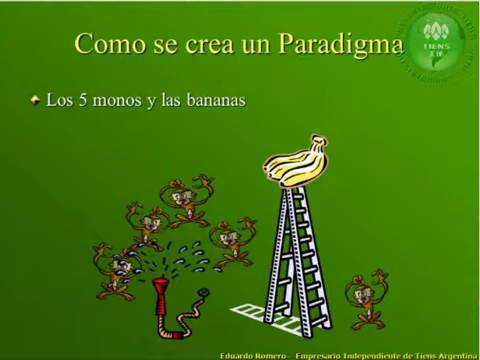 Como se crea un Paradigma
TIENS
Los 5 monos y las bananas
Eduardo Romero - Empresario Independiente de Tiens Argentina